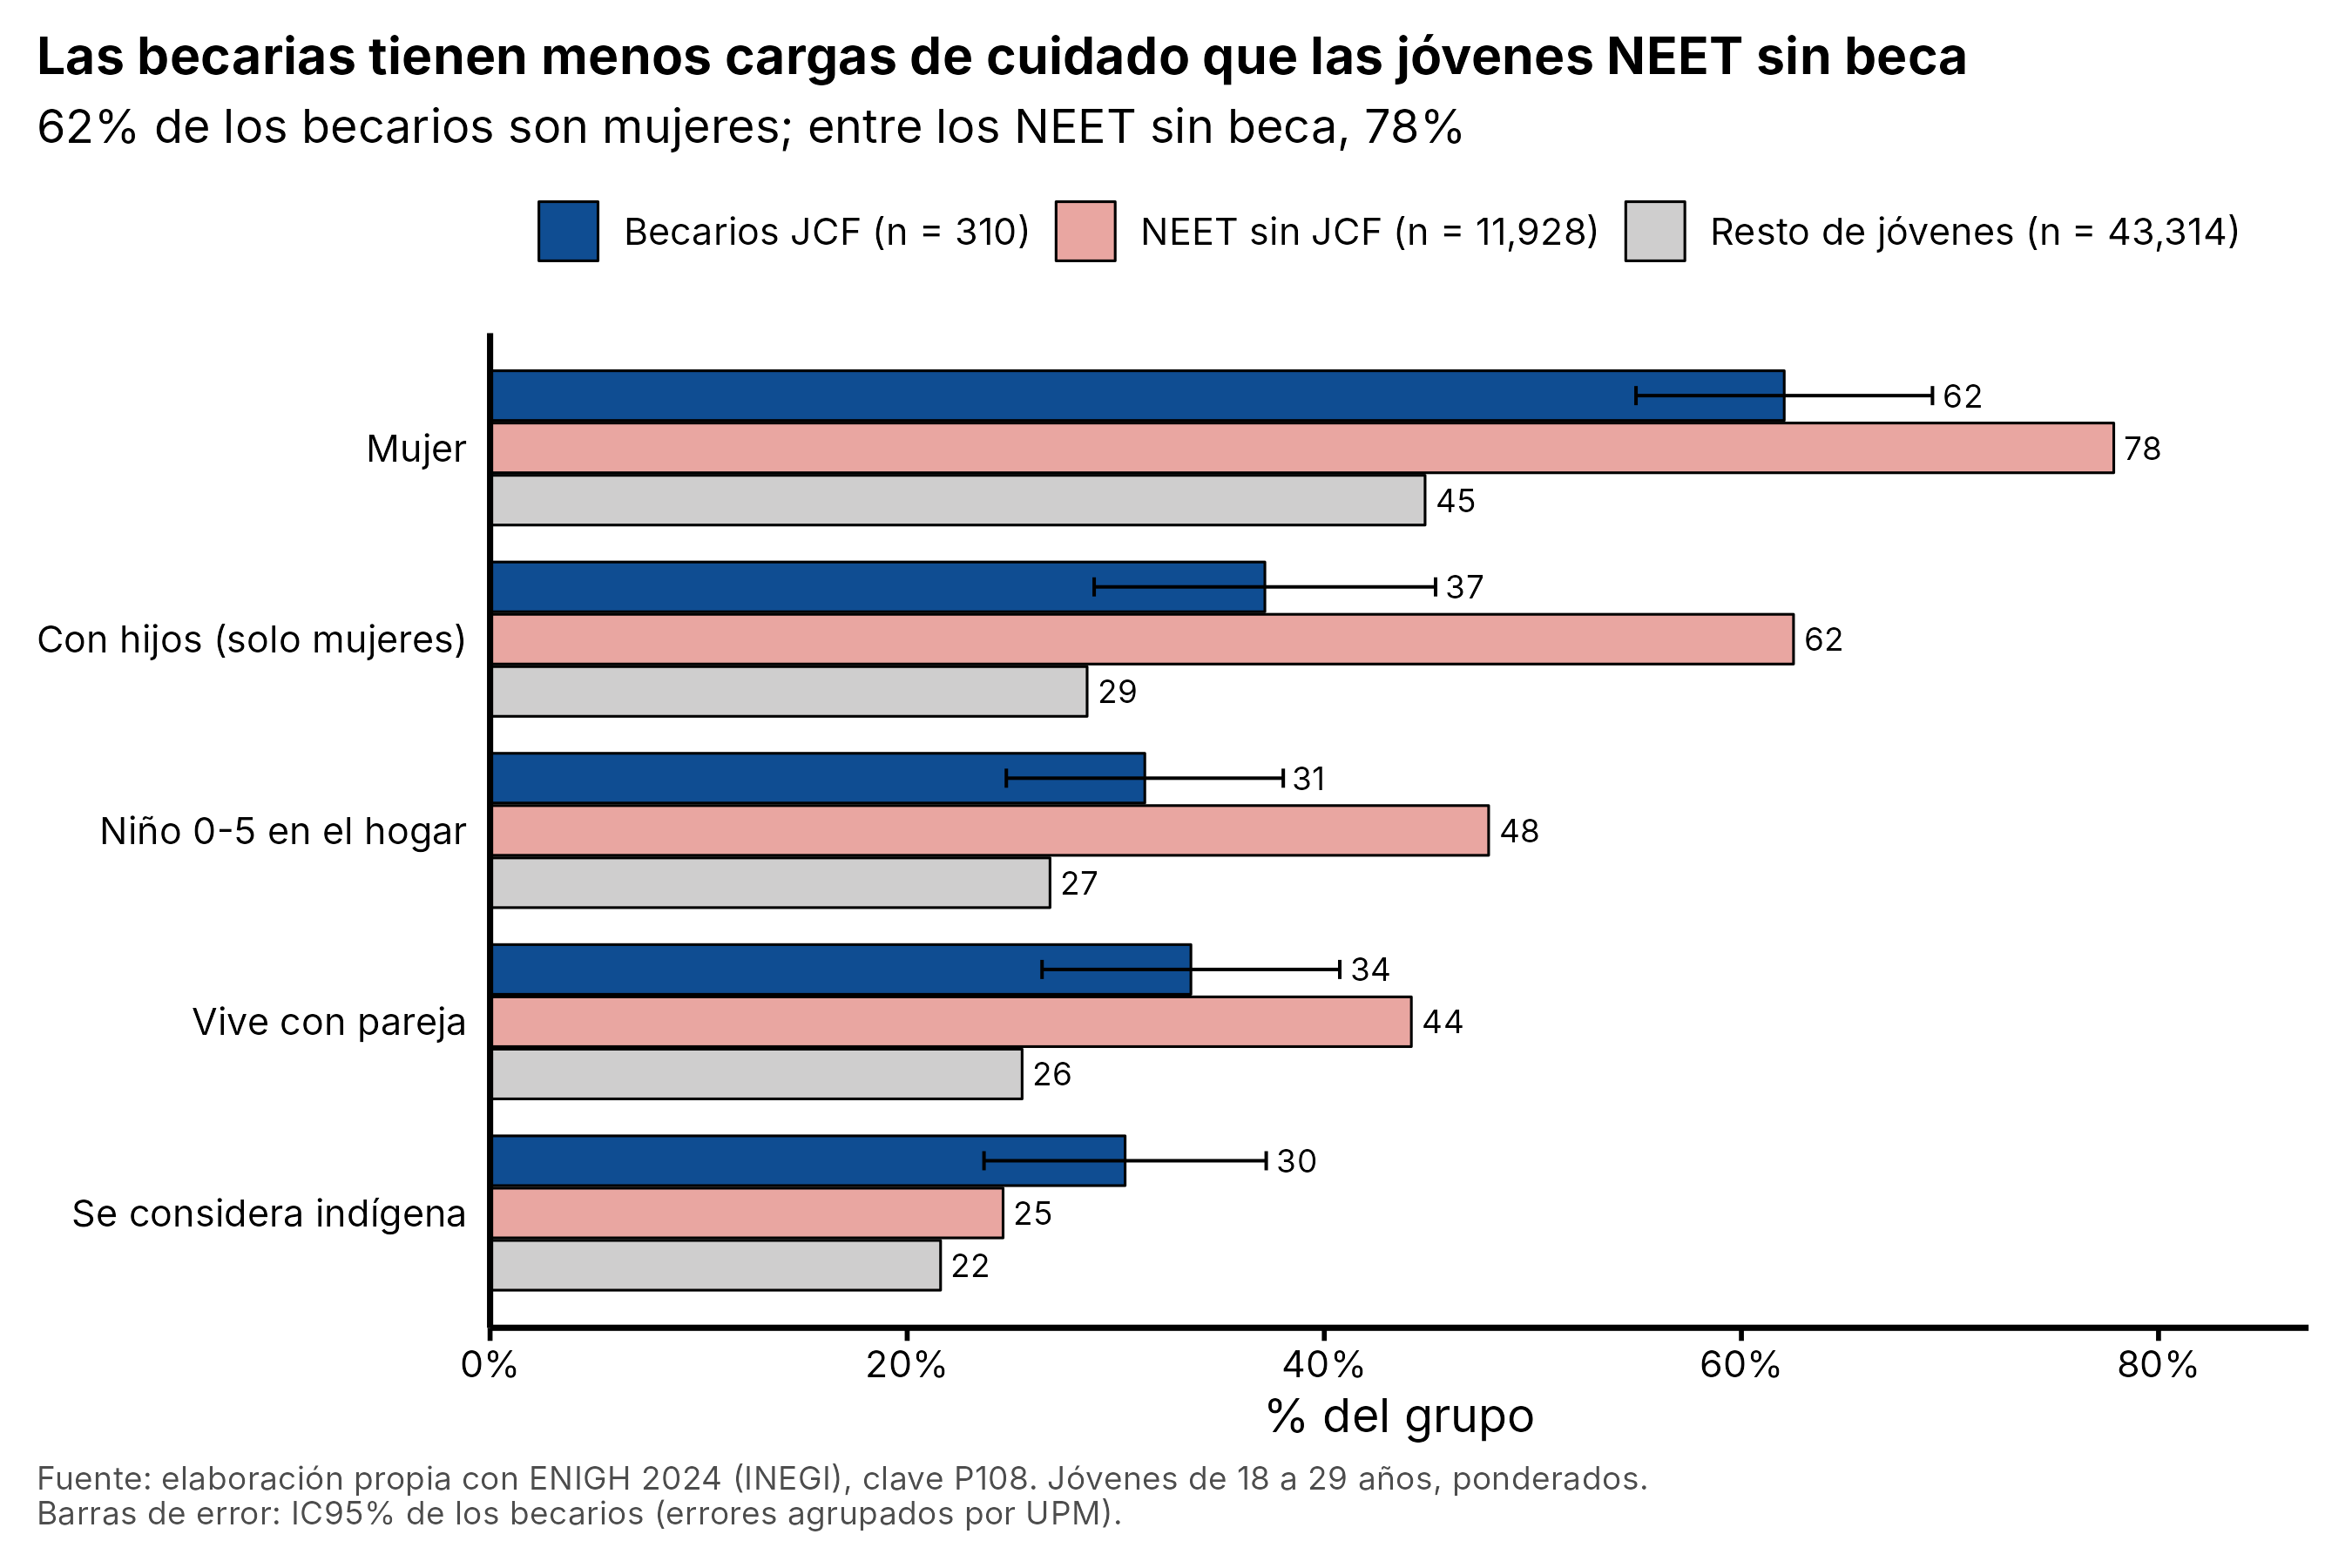 Las becarias tienen menos cargas de cuidado que las jóvenes NEET sin beca
62% de los becarios son mujeres; entre los NEET sin beca, 78%
Becarios JCF (n = 310) NEET sin JCF (n = 11,928) Resto de jóvenes (n = 43,314)
62
Mujer 78
45
37
Con hijos (solo mujeres) 62
29
31
Niño 0-5 en el hogar 48
27
34
Vive con pareja 44
26
30
Se considera indígena 25
22
0% 20% 40% 60% 80%
% del grupo
Fuente: elaboración propia con ENIGH 2024 (INEGI), clave P108. Jóvenes de 18 a 29 años, ponderados.
Barras de error: IC95% de los becarios (errores agrupados por UPM).